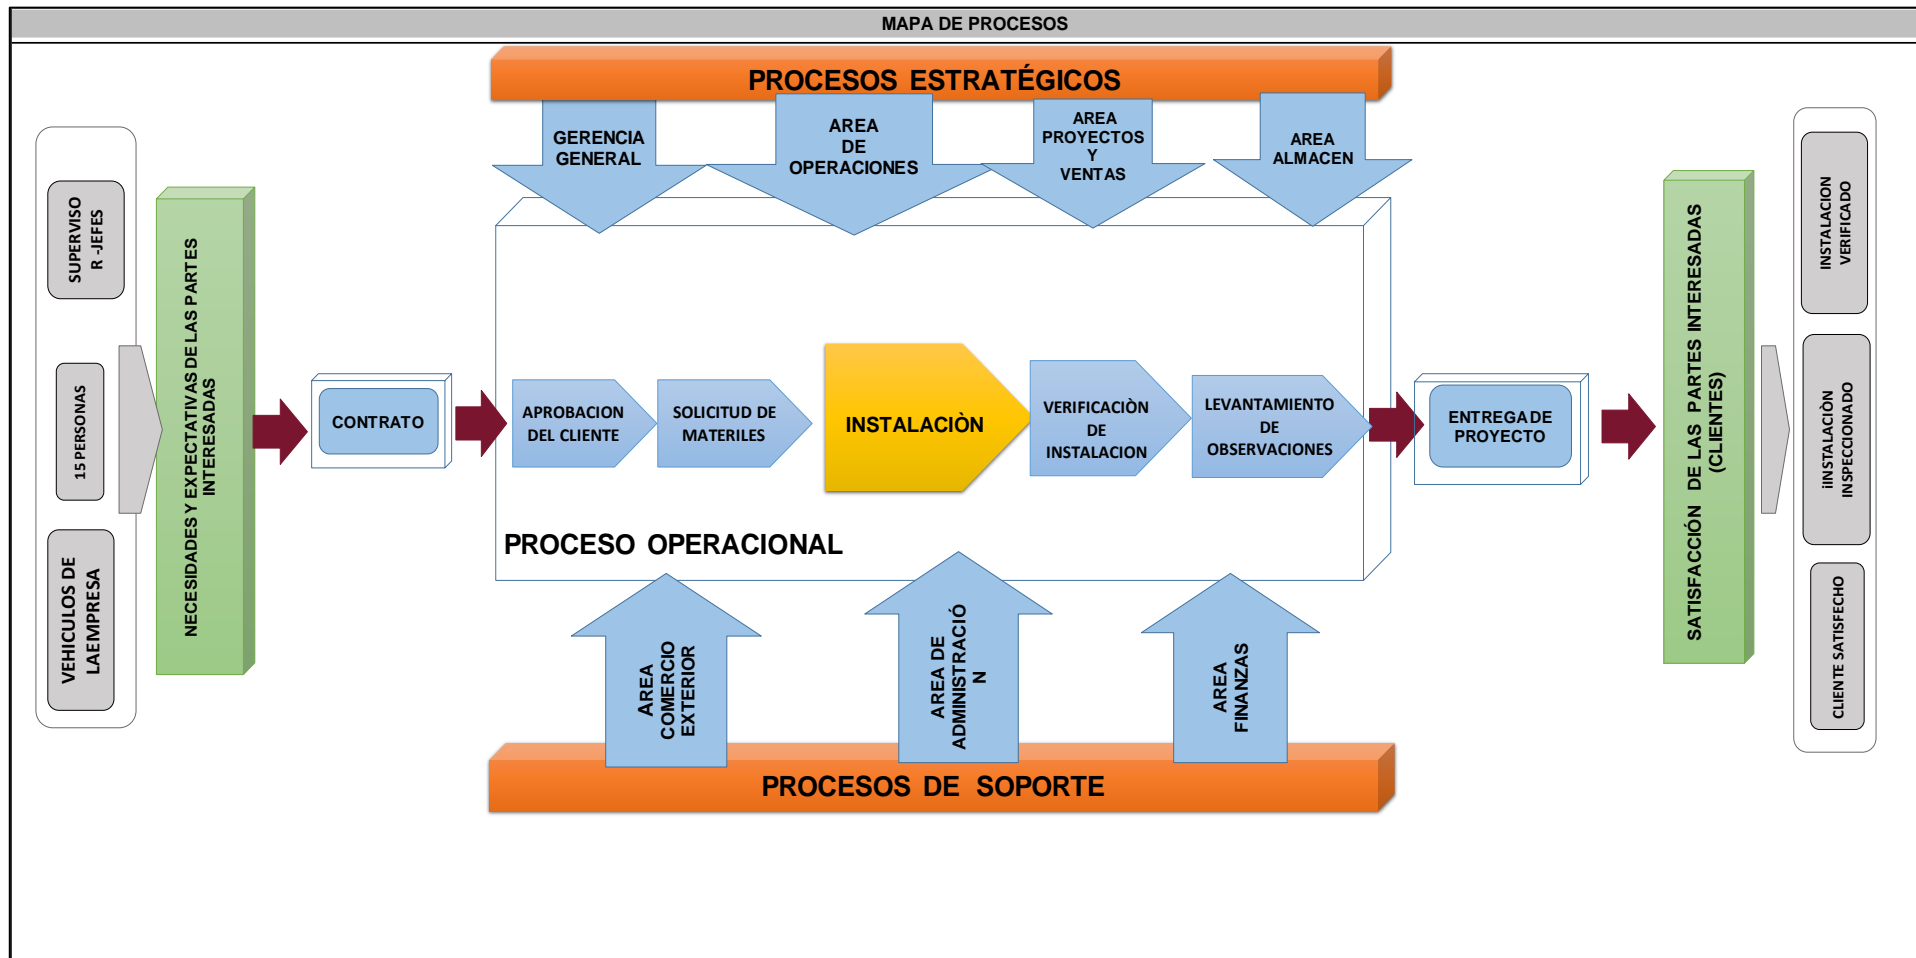 MAPA DE PROCESOS
PROCESOS ESTRATÉGICOS
GERENCIA
GENERAL
AREA
DE
OPERACIONES
AREA
PROYECTOS
Y
VENTAS
AREA
ALMACEN
SUPERVISO
R -JEFES
15 PERSONAS
VEHICULOS DE
LAEMPRESA
NECESIDADES Y EXPECTATIVAS DE LAS PARTES
INTERESADAS
CONTRATO
APROBACION
DEL CLIENTE
SOLICITUD DE
MATERILES
INSTALACIÒN
VERIFICACIÒN
DE
INSTALACION
LEVANTAMIENTO
DE
OBSERVACIONES
PROCESO OPERACIONAL
ENTREGA DE
PROYECTO
SATISFACCIÓN DE LAS PARTES INTERESADAS
(CLIENTES)
INSTALACION
VERIFICADO
iINSTALACIÒN
INSPECCIONADO
CLIENTE SATISFECHO
AREA
COMERCIO
EXTERIOR
AREA DE
ADMINISTRACIÓ
N
AREA
FINANZAS
PROCESOS DE SOPORTE